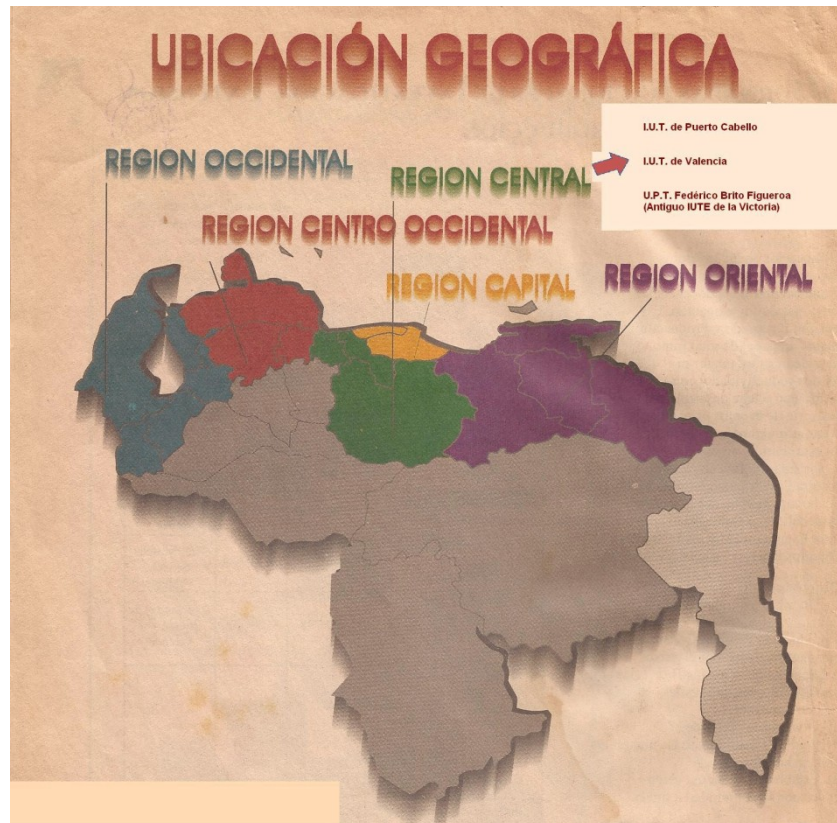 UBICACIÓN GEOGRÁFICA
I.U.T. de Puerto Cabello
REGION OCCIDENTAL
I.U.T. de Valencia
REGION CENTRAL
U.P.T. Fedérico Brito Figueroa
(Antiguo IUTE de la Victoria)
REGION CENTRO OCCIDENTAL
REGION CAPITAL
REGION ORIENTAL